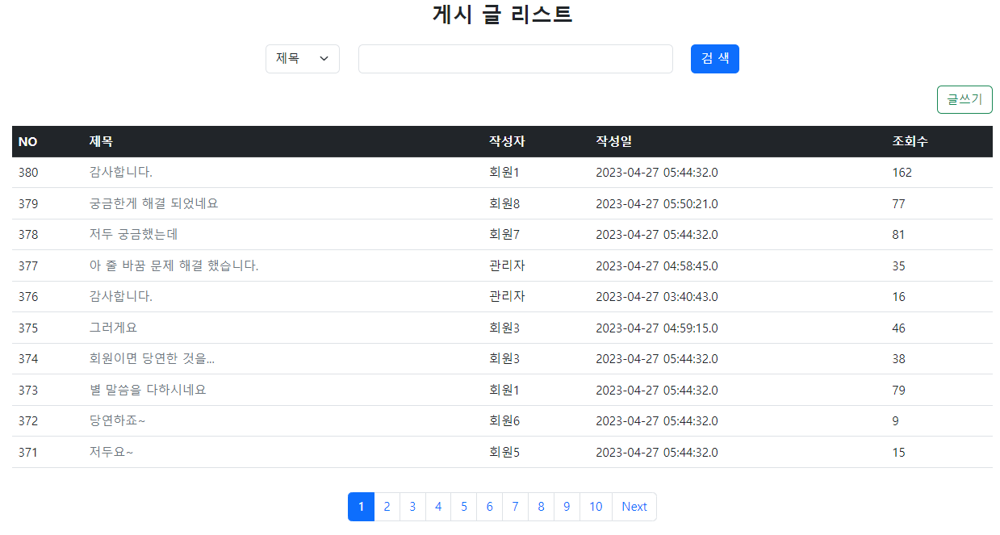 게시 글 리스트
제목 검 색
글쓰기
NO 제목 작성자 작성일 조회수
380 감사합니다. 회원1 2023-04-27 05:44:32.0 162
379 궁금한게 해결 되었네요 회원8 2023-04-27 05:50:21.0 77
378 저두 궁금했는데 회원7 2023-04-27 05:44:32.0 81
377 아 줄 바꿈 문제 해결 했습니다. 관리자 2023-04-27 04:58:45.0 35
376 감사합니다. 관리자 2023-04-27 03:40:43.0 16
375 그러게요 회원3 2023-04-27 04:59:15.0 46
374 회원이면 당연한 것을... 회원3 2023-04-27 05:44:32.0 38
373 별 말씀을 다하시네요 회원1 2023-04-27 05:44:32.0 79
372 당연하죠~ 회원6 2023-04-27 05:44:32.0 9
371 저두요~ 회원5 2023-04-27 05:44:32.0 15
1 2 3 4 5 6 7 8 9 10 Next